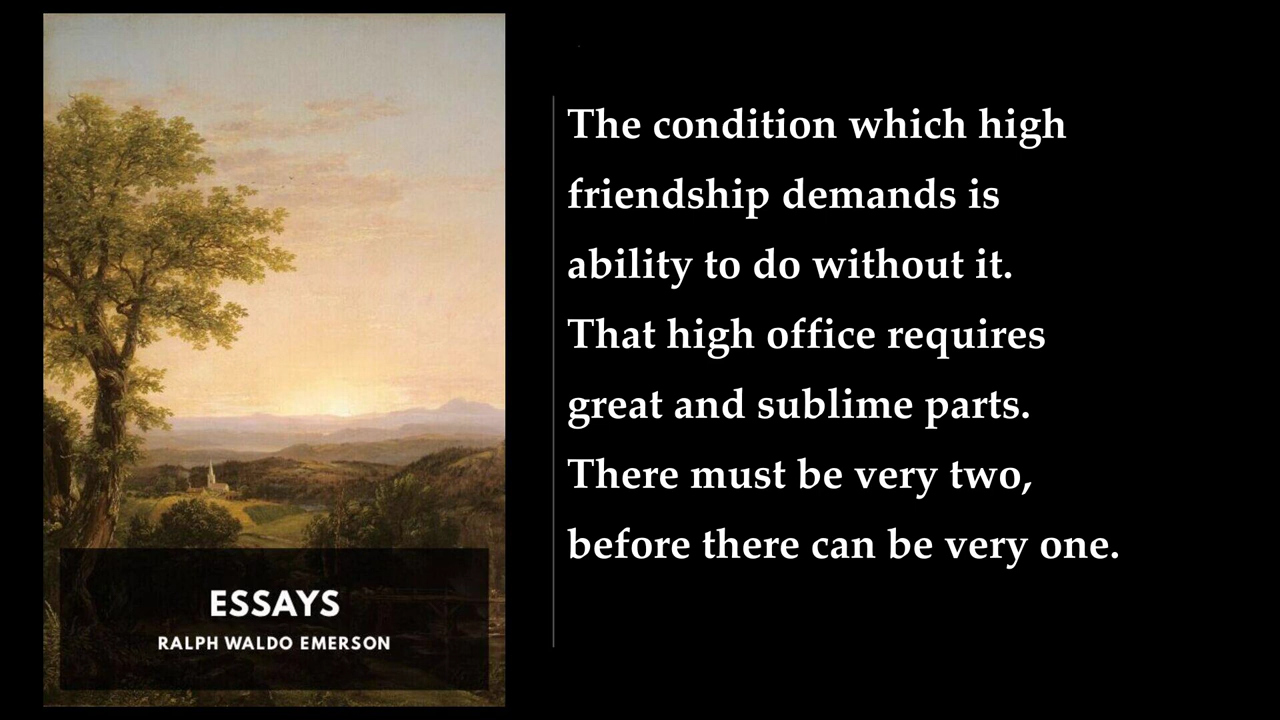 The condition which high
friendship demands is
ability to do without it.
That high office requires
great and sublime parts.
There must be very two,
before there can be very one.
ESSAYS
RALPH WALDO EMERSON